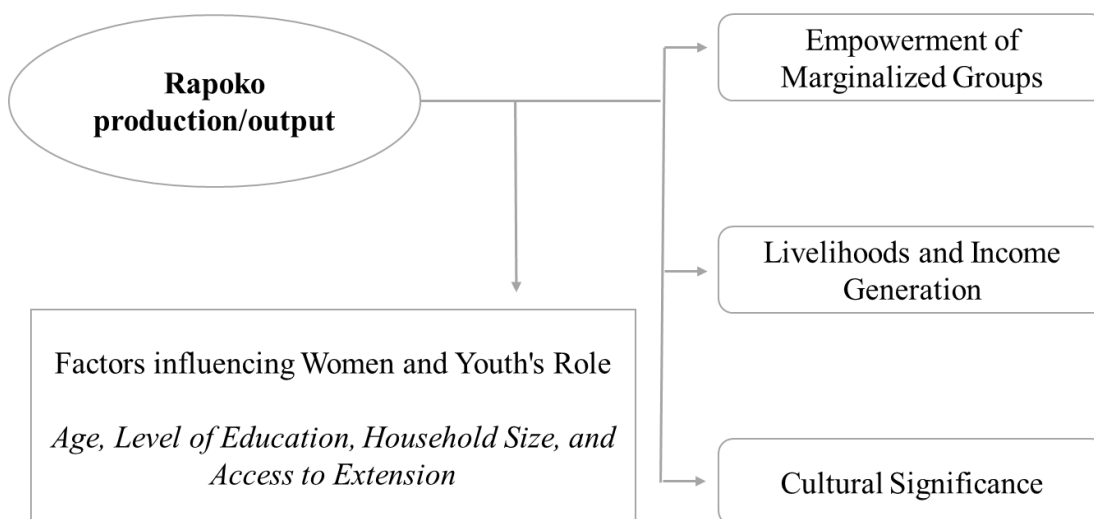 Rapoko
production/output
Empowerment of
Marginalized Groups
Livelihoods and Income
Generation
Factors influencing Women and Youth's Role
Age, Level of Education, Household Size, and
Access to Extension
Cultural Significance